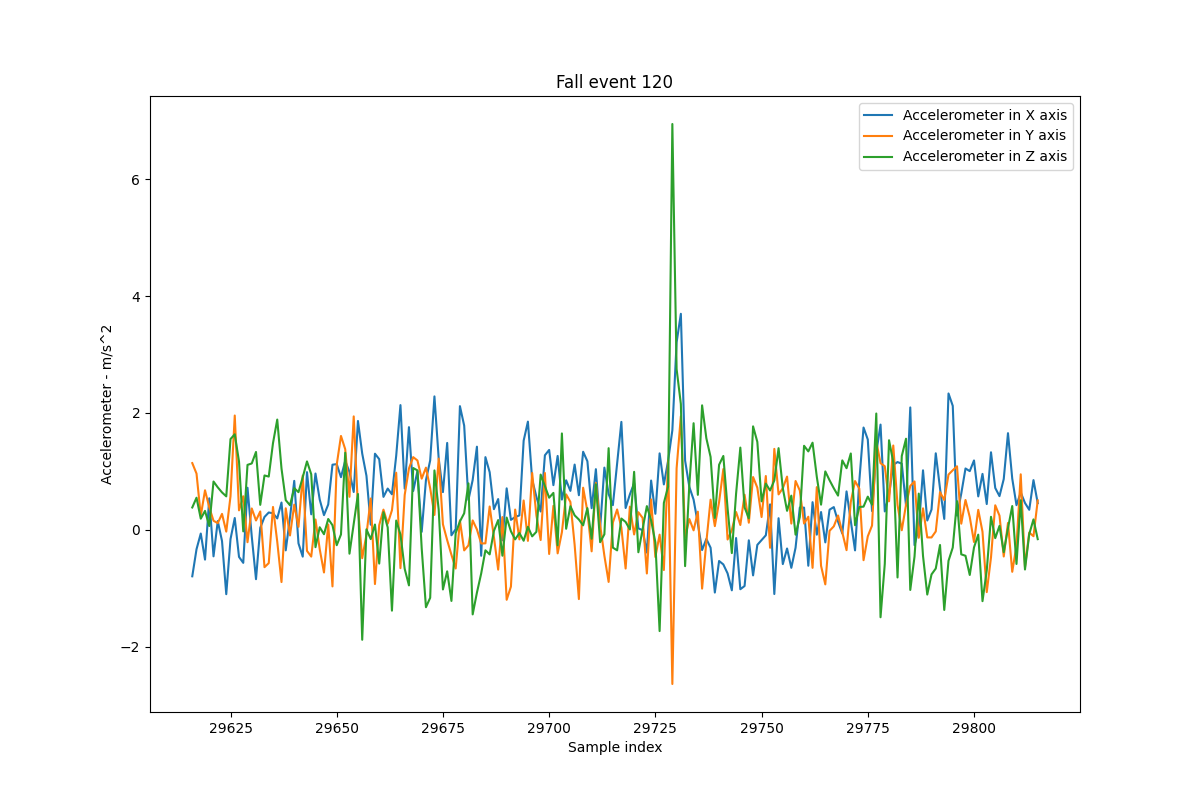 Fall event 120
Accelerometer in X axis
Accelerometer in Y axis
Accelerometer in Z axis
Accelerometer - m/s^2
6
4
2
0
−2
29625 29650 29675 29700 29725 29750 29775 29800
Sample index